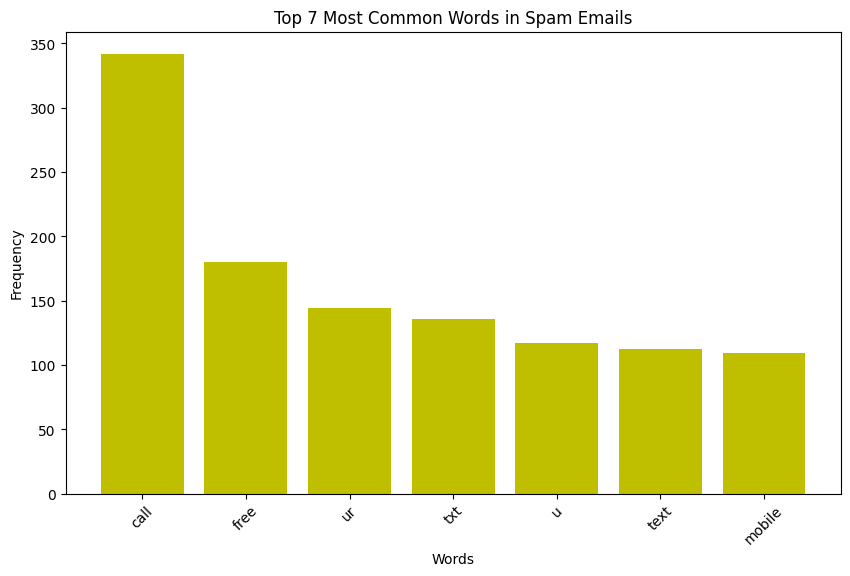 Top 7 Most Common Words in Spam Emails
350
300
250
200
150
100
50
0
Frequency
call
free
ur
txt
u
text
mobile
Words